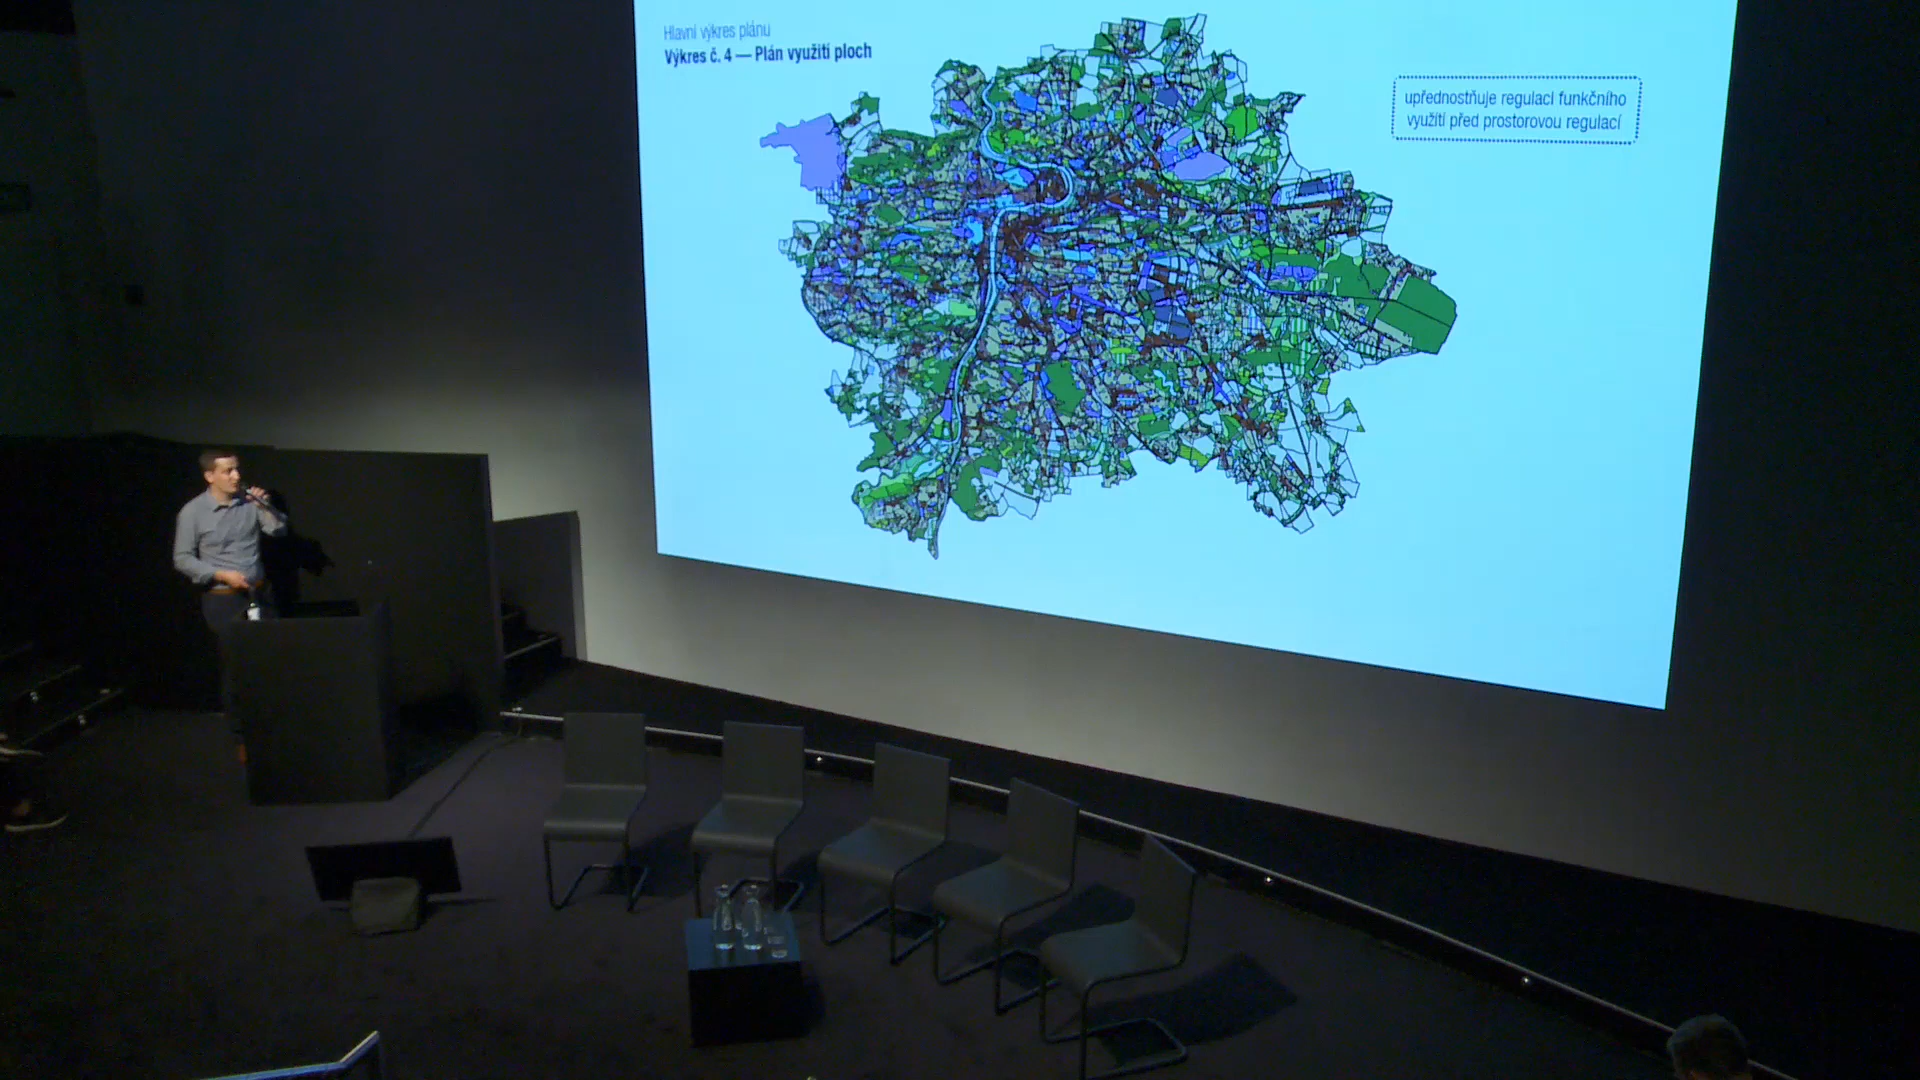 Hlavní výkres plánu
Výkres č. 4 — Plán využití ploch
upřednostňuje regulaci funkčního
využití před prostorovou regulací